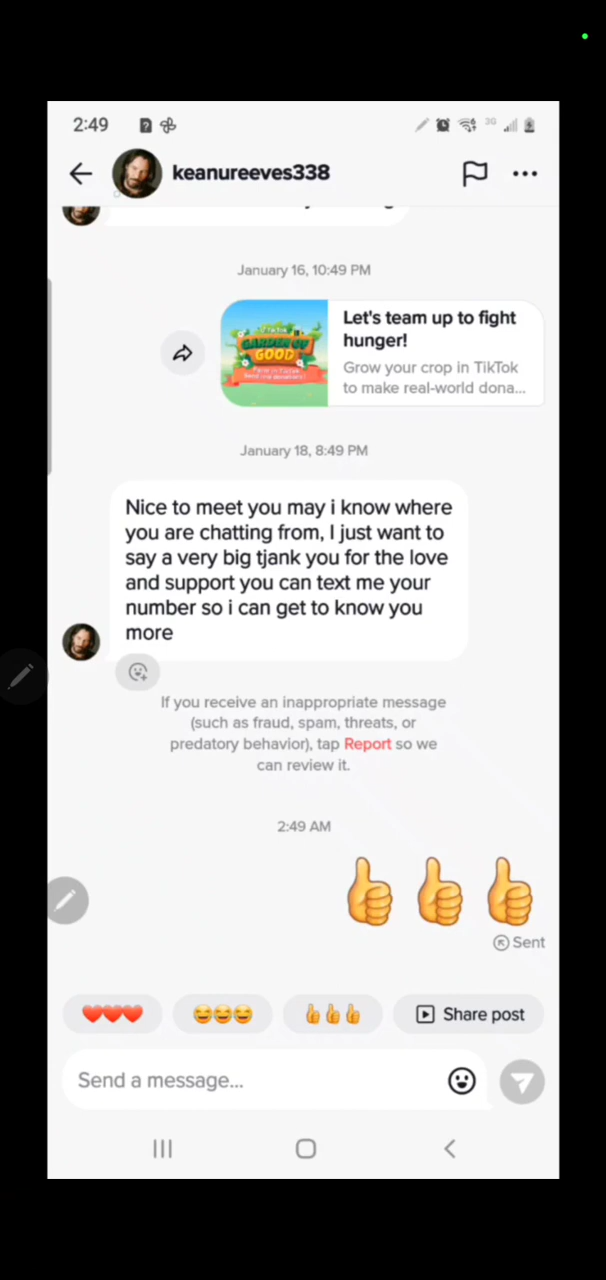 2:49
3G
keanureeves338
January 16, 10:49 PM
TikTok
GARDEN OF
GOOD
Let's team up to fight
hunger!
Grow your crop in TikTok
to make real-world dona...
January 18, 8:49 PM
Nice to meet you may i know where
you are chatting from, I just want to
say a very big tjank you for the love
and support you can text me your
number so i can get to know you
more
If you receive an inappropriate message
(such as fraud, spam, threats, or
predatory behavior), tap Report so we
can review it.
2:49 AM
Sent
Share post
Send a message...